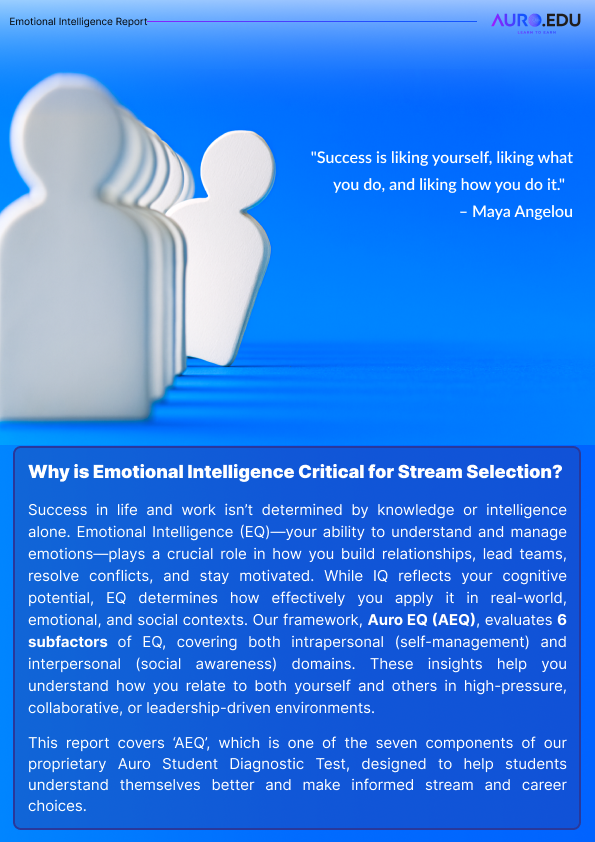 Emotional Intelligence Report
AURO.EDU
LEARN TO EARN
"Success is liking yourself, liking what
you do, and liking how you do it."
– Maya Angelou
Why is Emotional Intelligence Critical for Stream Selection?
Success in life and work isn’t determined by knowledge or intelligence
alone. Emotional Intelligence (EQ)—your ability to understand and manage
emotions—plays a crucial role in how you build relationships, lead teams,
resolve conflicts, and stay motivated. While IQ reflects your cognitive
potential, EQ determines how effectively you apply it in real-world,
emotional, and social contexts. Our framework, Auro EQ (AEQ), evaluates 6
subfactors of EQ, covering both intrapersonal (self-management) and
interpersonal (social awareness) domains. These insights help you
understand how you relate to both yourself and others in high-pressure,
collaborative, or leadership-driven environments.
This report covers ‘AEQ’, which is one of the seven components of our
proprietary Auro Student Diagnostic Test, designed to help students
understand themselves better and make informed stream and career
choices.